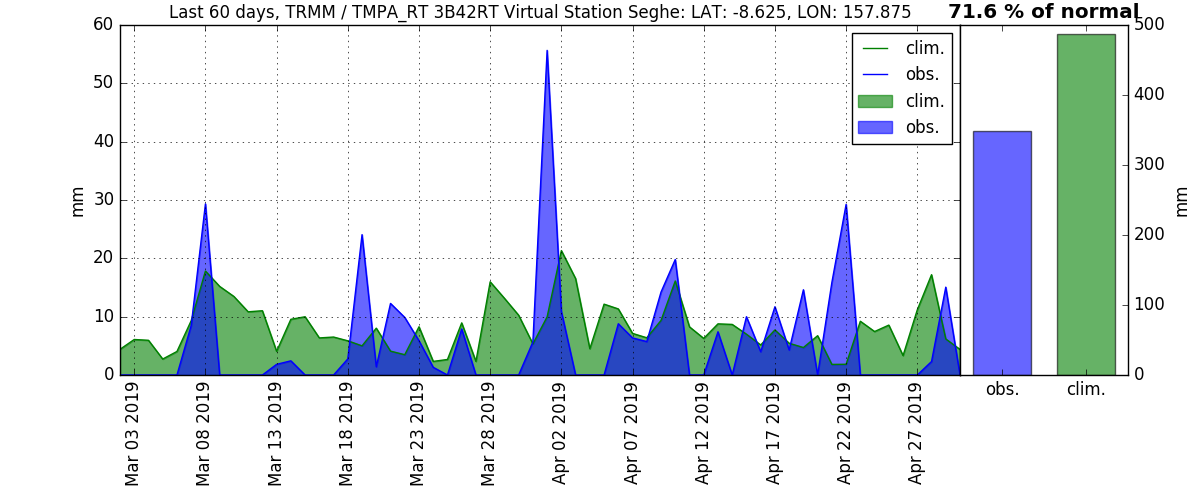 Last 60 days, TRMM / TMPA_RT 3B42RT Virtual Station Seghe: LAT: -8.625, LON: 157.875
71.6 % of normal
60
50
40
30
20
10
0
mm
clim.
obs.
clim.
obs.
500
400
300
200
100
0
mm
Mar 03 2019
Mar 08 2019
Mar 13 2019
Mar 18 2019
Mar 23 2019
Mar 28 2019
Apr 02 2019
Apr 07 2019
Apr 12 2019
Apr 17 2019
Apr 22 2019
Apr 27 2019
obs.
clim.